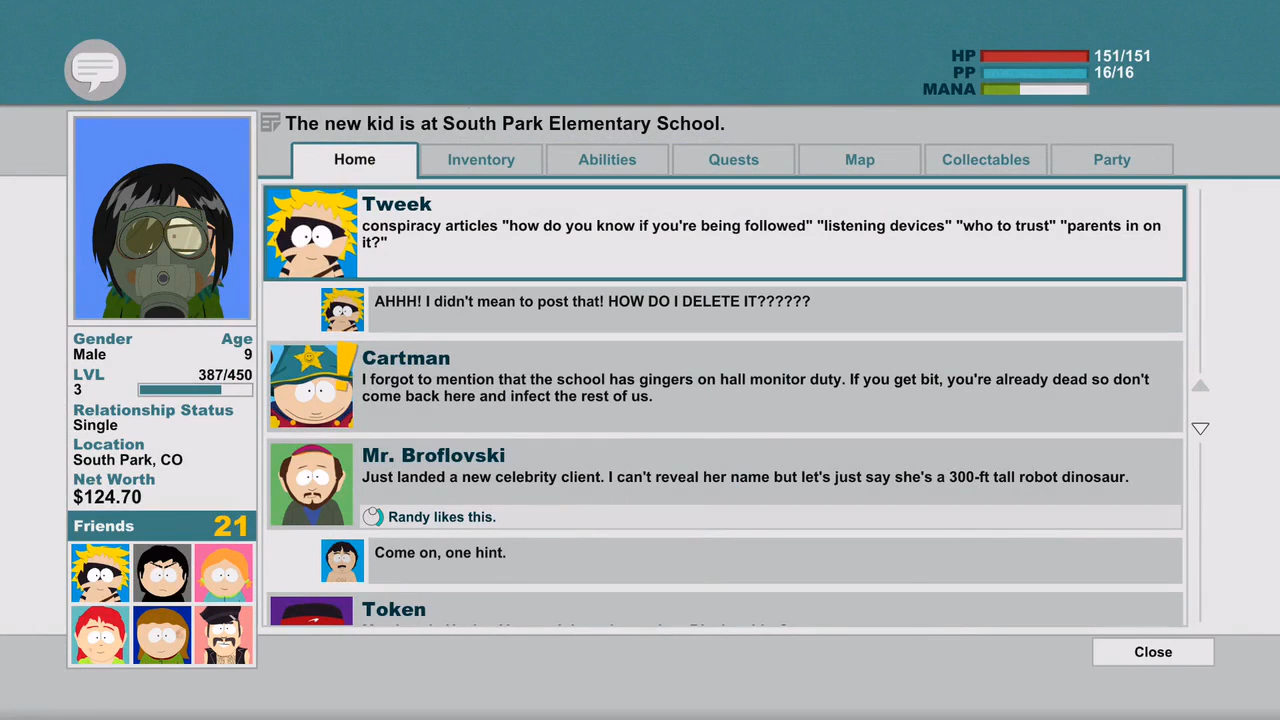 HP 151/151
PP 16/16
MANA
The new kid is at South Park Elementary School.
Home Inventory Abilities Quests Map Collectables Party
Gender Age
Male 9
LVL 387/450
3
Relationship Status
Single
Location
South Park, CO
Net Worth
$124.70
Friends 21
Tweek
conspiracy articles "how do you know if you're being followed" "listening devices" "who to trust" "parents in on
it?"
AHHH! I didn't mean to post that! HOW DO I DELETE IT??????
Cartman
I forgot to mention that the school has gingers on hall monitor duty. If you get bit, you're already dead so don't
come back here and infect the rest of us.
Mr. Broflovski
Just landed a new celebrity client. I can't reveal her name but let's just say she's a 300-ft tall robot dinosaur.
Randy likes this.
Come on, one hint.
Token
Close